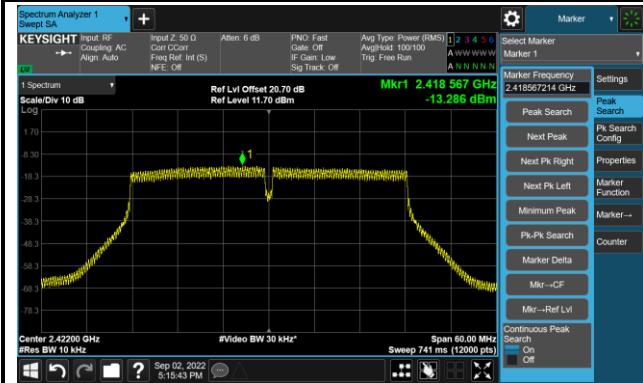 Spectrum Analyzer 1
Swept SA
Marker
KEYSIGHT
Input: RF
Coupling: AC
Align: Auto
Input Z: 50 Ω
Corr CCorr
Freq Ref: Int (S)
NFE: Off
Atten: 6 dB
PNO: Fast
Gate: Off
IF Gain: Low
Sig Track: Off
Avg Type: Power (RMS)
Avg|Hold: 100/100
Trig: Free Run
1 2 3 4 5 6
A W W W W W
A N N N N N
Select Marker
Marker 1
1 Spectrum
Scale/Div 10 dB
Log
Ref Lvl Offset 20.70 dB
Ref Level 11.70 dBm
Mkr1 2.418 567 GHz
-13.286 dBm
1
1.70
-8.30
-18.3
-28.3
-38.3
-48.3
-58.3
-68.3
-78.3
Center 2.42200 GHz
#Res BW 10 kHz
#Video BW 30 kHz*
Span 60.00 MHz
Sweep 741 ms (12000 pts)
Marker Frequency
2.418567214 GHz
Peak Search
Next Peak
Next Pk Right
Next Pk Left
Minimum Peak
Pk-Pk Search
Marker Delta
Mkr→CF
Mkr→Ref Lvl
Continuous Peak
Search
On
Off
Settings
Peak
Search
Pk Search
Config
Properties
Marker
Function
Marker→
Counter
Sep 02, 2022
5:15:43 PM